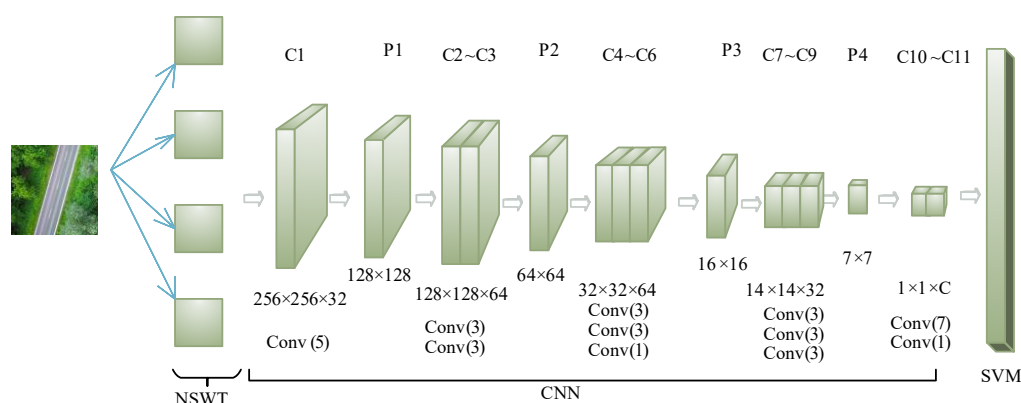 C1 P1 C2~C3 P2 C4~C6 P3 C7~C9 P4 C10 ~C11
256×256×32 128×128 128×128×64 64×64 32×32×64 16×16 14×14×32 7×7 1×1×C
Conv (5) Conv(3) Conv(3) Conv(3) Conv(7)
Conv(3) Conv(3) Conv(3) Conv(1)
Conv(1) Conv(3)
NSWT CNN SVM